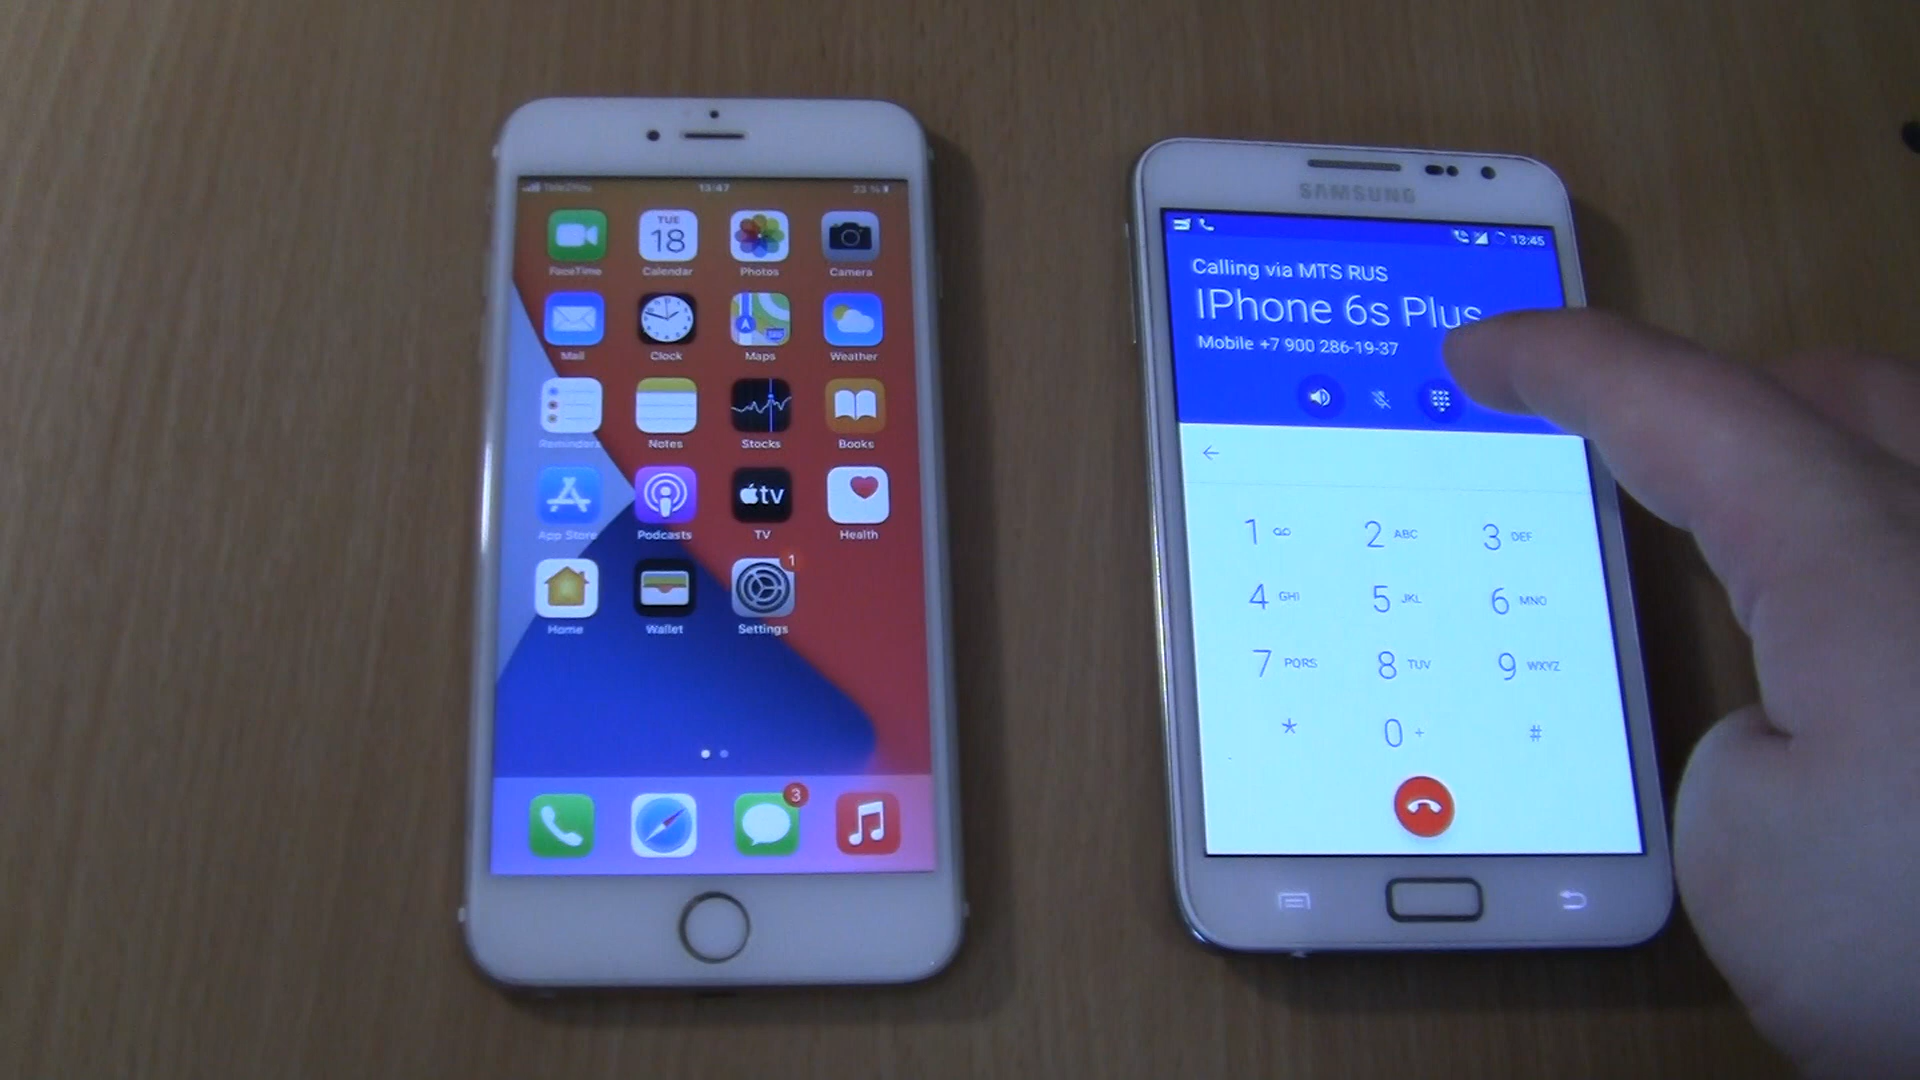 13:47
23 %
FaceTime
TUE
18
Calendar
Photos
Camera
Mail
Clock
Maps
Weather
Reminders
Notes
Stocks
Books
App Store
Podcasts
tv
TV
Health
Home
Wallet
1
Settings
3
SAMSUNG
13:45
Calling via MTS RUS
IPhone 6s Plus
Mobile +7 900 286-19-37
1 2 ABC 3 DEF
4 GHI 5 JKL 6 MNO
7 PQRS 8 TUV 9 WXYZ
* 0 + #